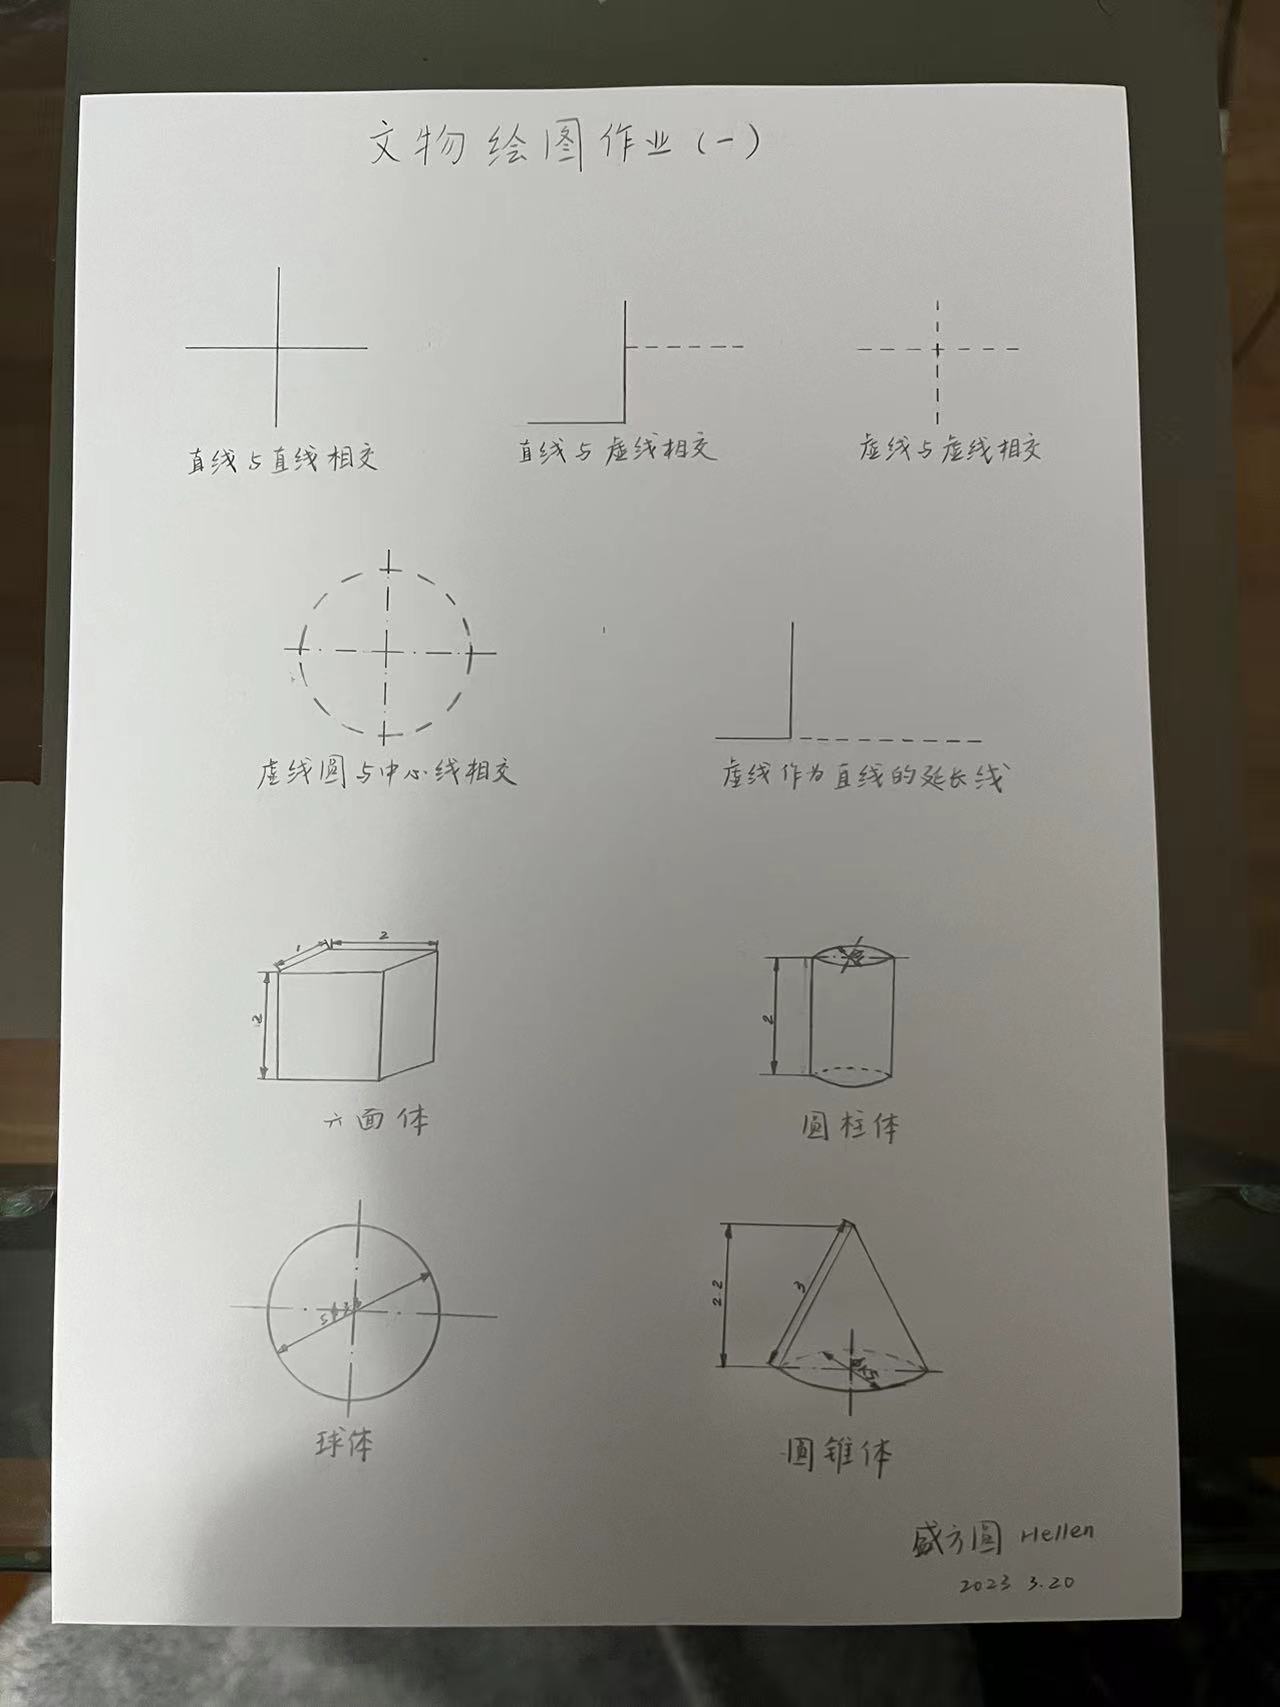 文物绘图作业(一)
直线与直线相交
直线与虚线相交
虚线与虚线相交
虚线圆与中心线相交
虚线作为直线的延长线
1
2
2
六面体
2
圆柱体
球体
2.2
3
圆锥体
盛方圆 Hellen
2023 3.20